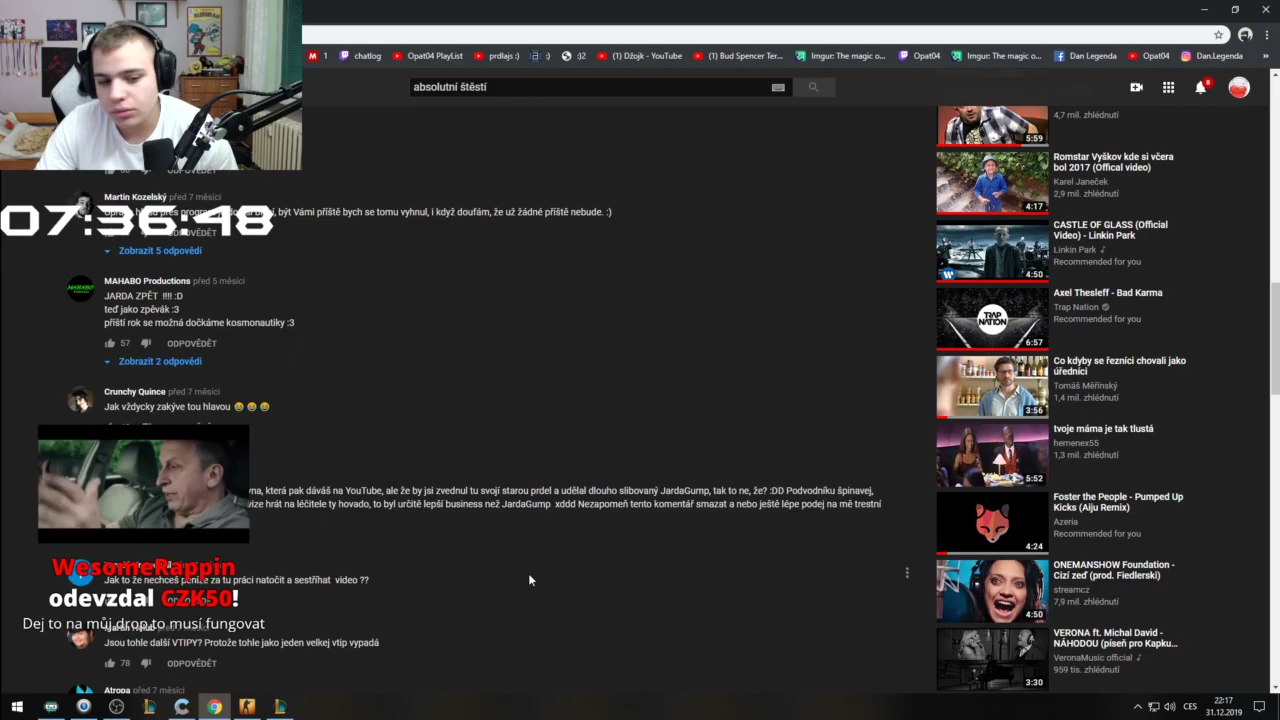 1
chatlog
Opat04 PlayList
prdlajs :)
:)
:)2
(1) Džojk - YouTube
(1) Bud Spencer Ter...
Imgur: The magic o...
Opat04
Imgur: The magic o...
Dan Legenda
Opat04
Dan.Legenda
»
absolutní štěstí
8
4,7 mil. zhlédnutí
5:59
Romstar Vyškov kde si včera
bol 2017 (Offical video)
Karel Janeček
2,9 mil. zhlédnutí
4:17
Martin Kozelský před 7 měsíci
být Vámi příště bych se tomu vyhnul, i když doufám, že už žádné příště nebude. :)
07:36:48
Zobrazit 5 odpovědí
CASTLE OF GLASS (Official
Video) - Linkin Park
Linkin Park
Recommended for you
4:50
MAHABO Productions před 5 měsíci
JARDA ZPĚT !!!! :D
teď jako zpěvák :3
příští rok se možná dočkáme kosmonautiky :3
57 ODPOVĚDĚT
Zobrazit 2 odpovědí
MAHABO
Axel Thesleff - Bad Karma
Trap Nation
Recommended for you
TRAP
NATION
6:57
Co kdyby se řezníci chovali jako
úředníci
Tomáš Měřínský
1,4 mil. zhlédnutí
3:56
Crunchy Quince před 7 měsíci
Jak vždycky zakýve tou hlavou 😂 😂 😂
tvoje máma je tak tlustá
hemenex55
1,3 mil. zhlédnutí
5:52
která pak dáváš na YouTube, ale že by jsi zvednul tu svojí starou prdel a udělal dlouho slibovaný JardaGump, tak to ne, že? :DD Podvodníku špinavej,
hrát na léčitele ty hovado, to byl určitě lepší business než JardaGump xddd Nezapomeň tento komentář smazat a nebo ještě lépe podej na mě trestní
Foster the People - Pumped Up
Kicks (Aiju Remix)
Azeria
Recommended for you
4:24
WesomeRappin
odevzdal CZK50!
Dej to na můj drop to musí fungovat
Jak to že nechceš peníze za tu práci natočit a sestříhat video ??
ONEMANSHOW Foundation -
Cizí zeď (prod. Fiedlerski)
streamcz
7,9 mil. zhlédnutí
4:50
Jsou tohle další VTIPY? Protože tohle jako jeden velkej vtip vypadá
78 ODPOVĚDĚT
Atropa před 7 měsíci
VERONA ft. Michal David -
NÁHODOU (píseň pro Kapku...
VeronaMusic official
959 tis. zhlédnutí
3:30
CES
22:17
31.12.2019